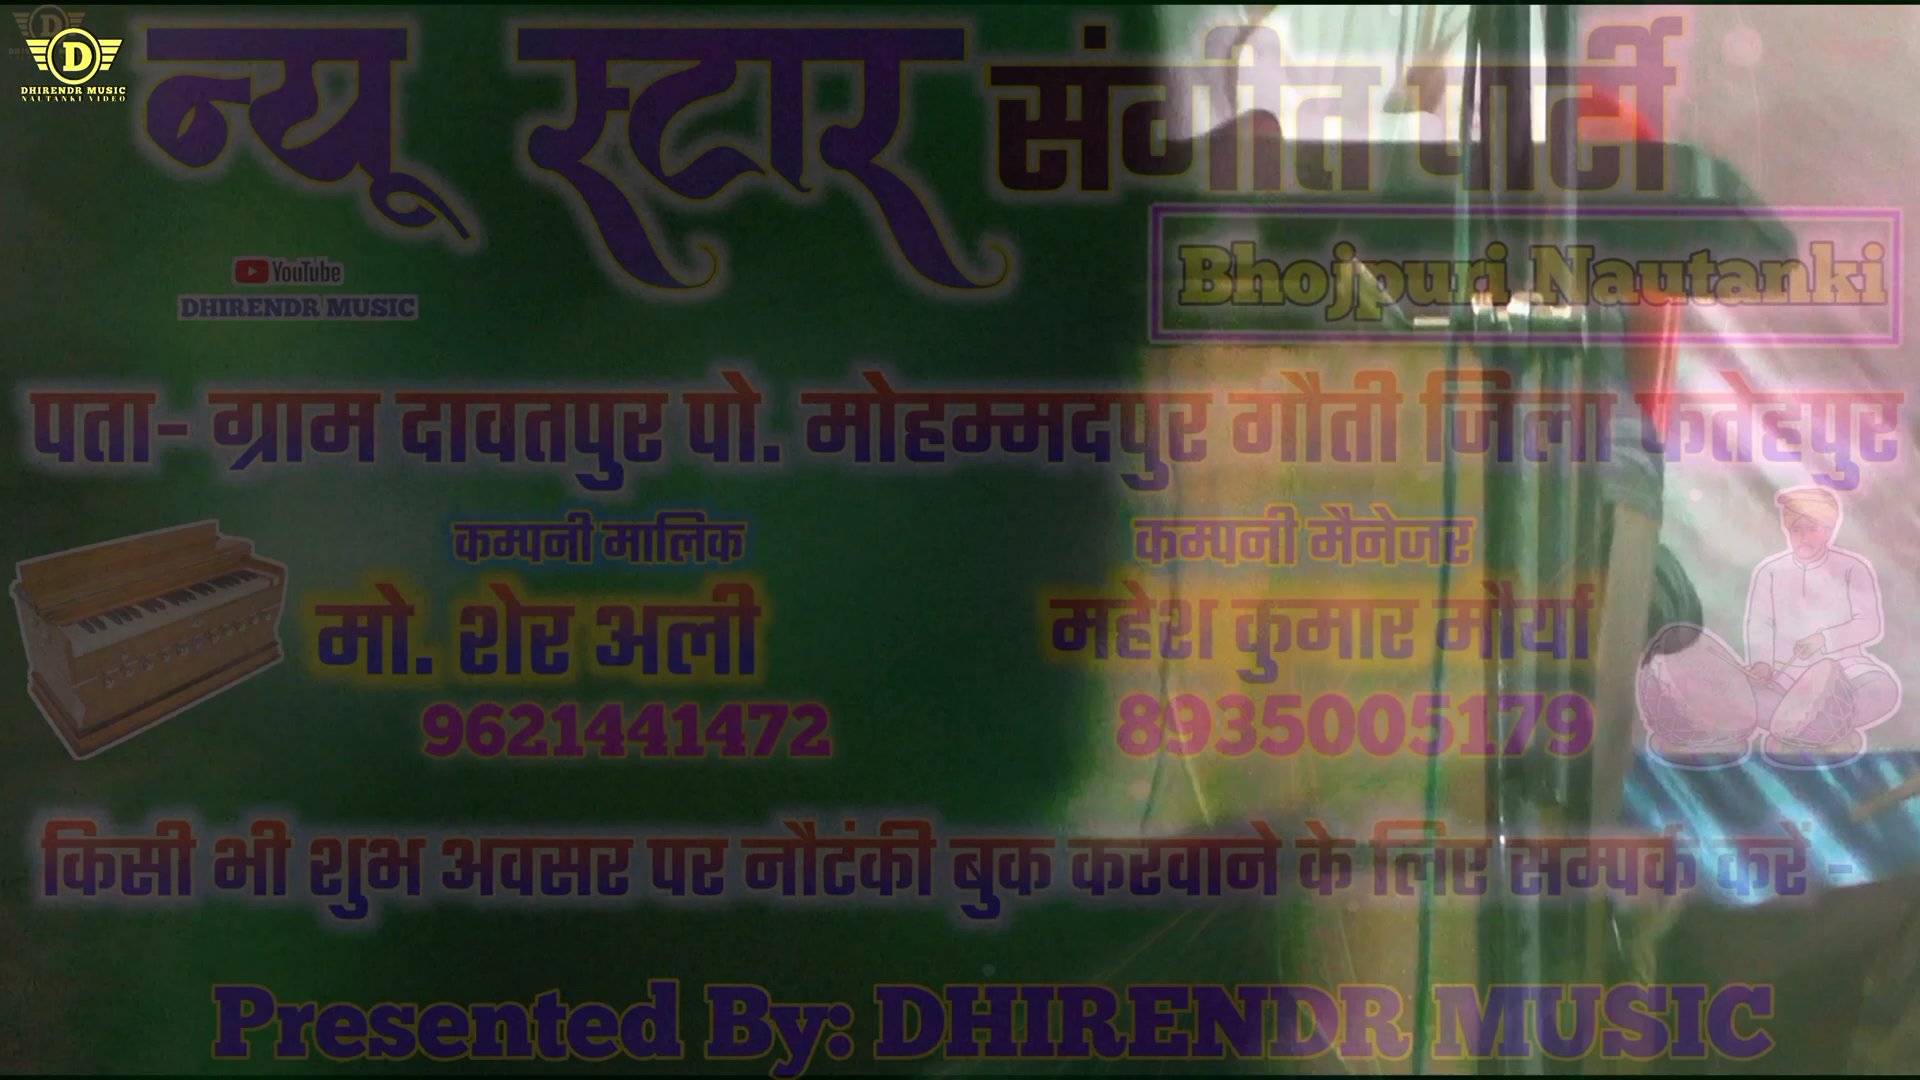 DHIRENDR MUSIC
NAUTANKI VIDEO
न्यू स्टार संगीत पार्टी
Bhojpuri Nautanki
YouTube
DHIRENDR MUSIC
पता- ग्राम दावतपुर पो. मोहम्मदपुर गौती जिला फतेहपुर
कम्पनी मालिक
मो. शेर अली
9621441472
कम्पनी मैनेजर
महेश कुमार मौर्या
8935005179
किसी भी शुभ अवसर पर नौटंकी बुक करवाने के लिए सम्पर्क करें -
Presented By: DHIRENDR MUSIC